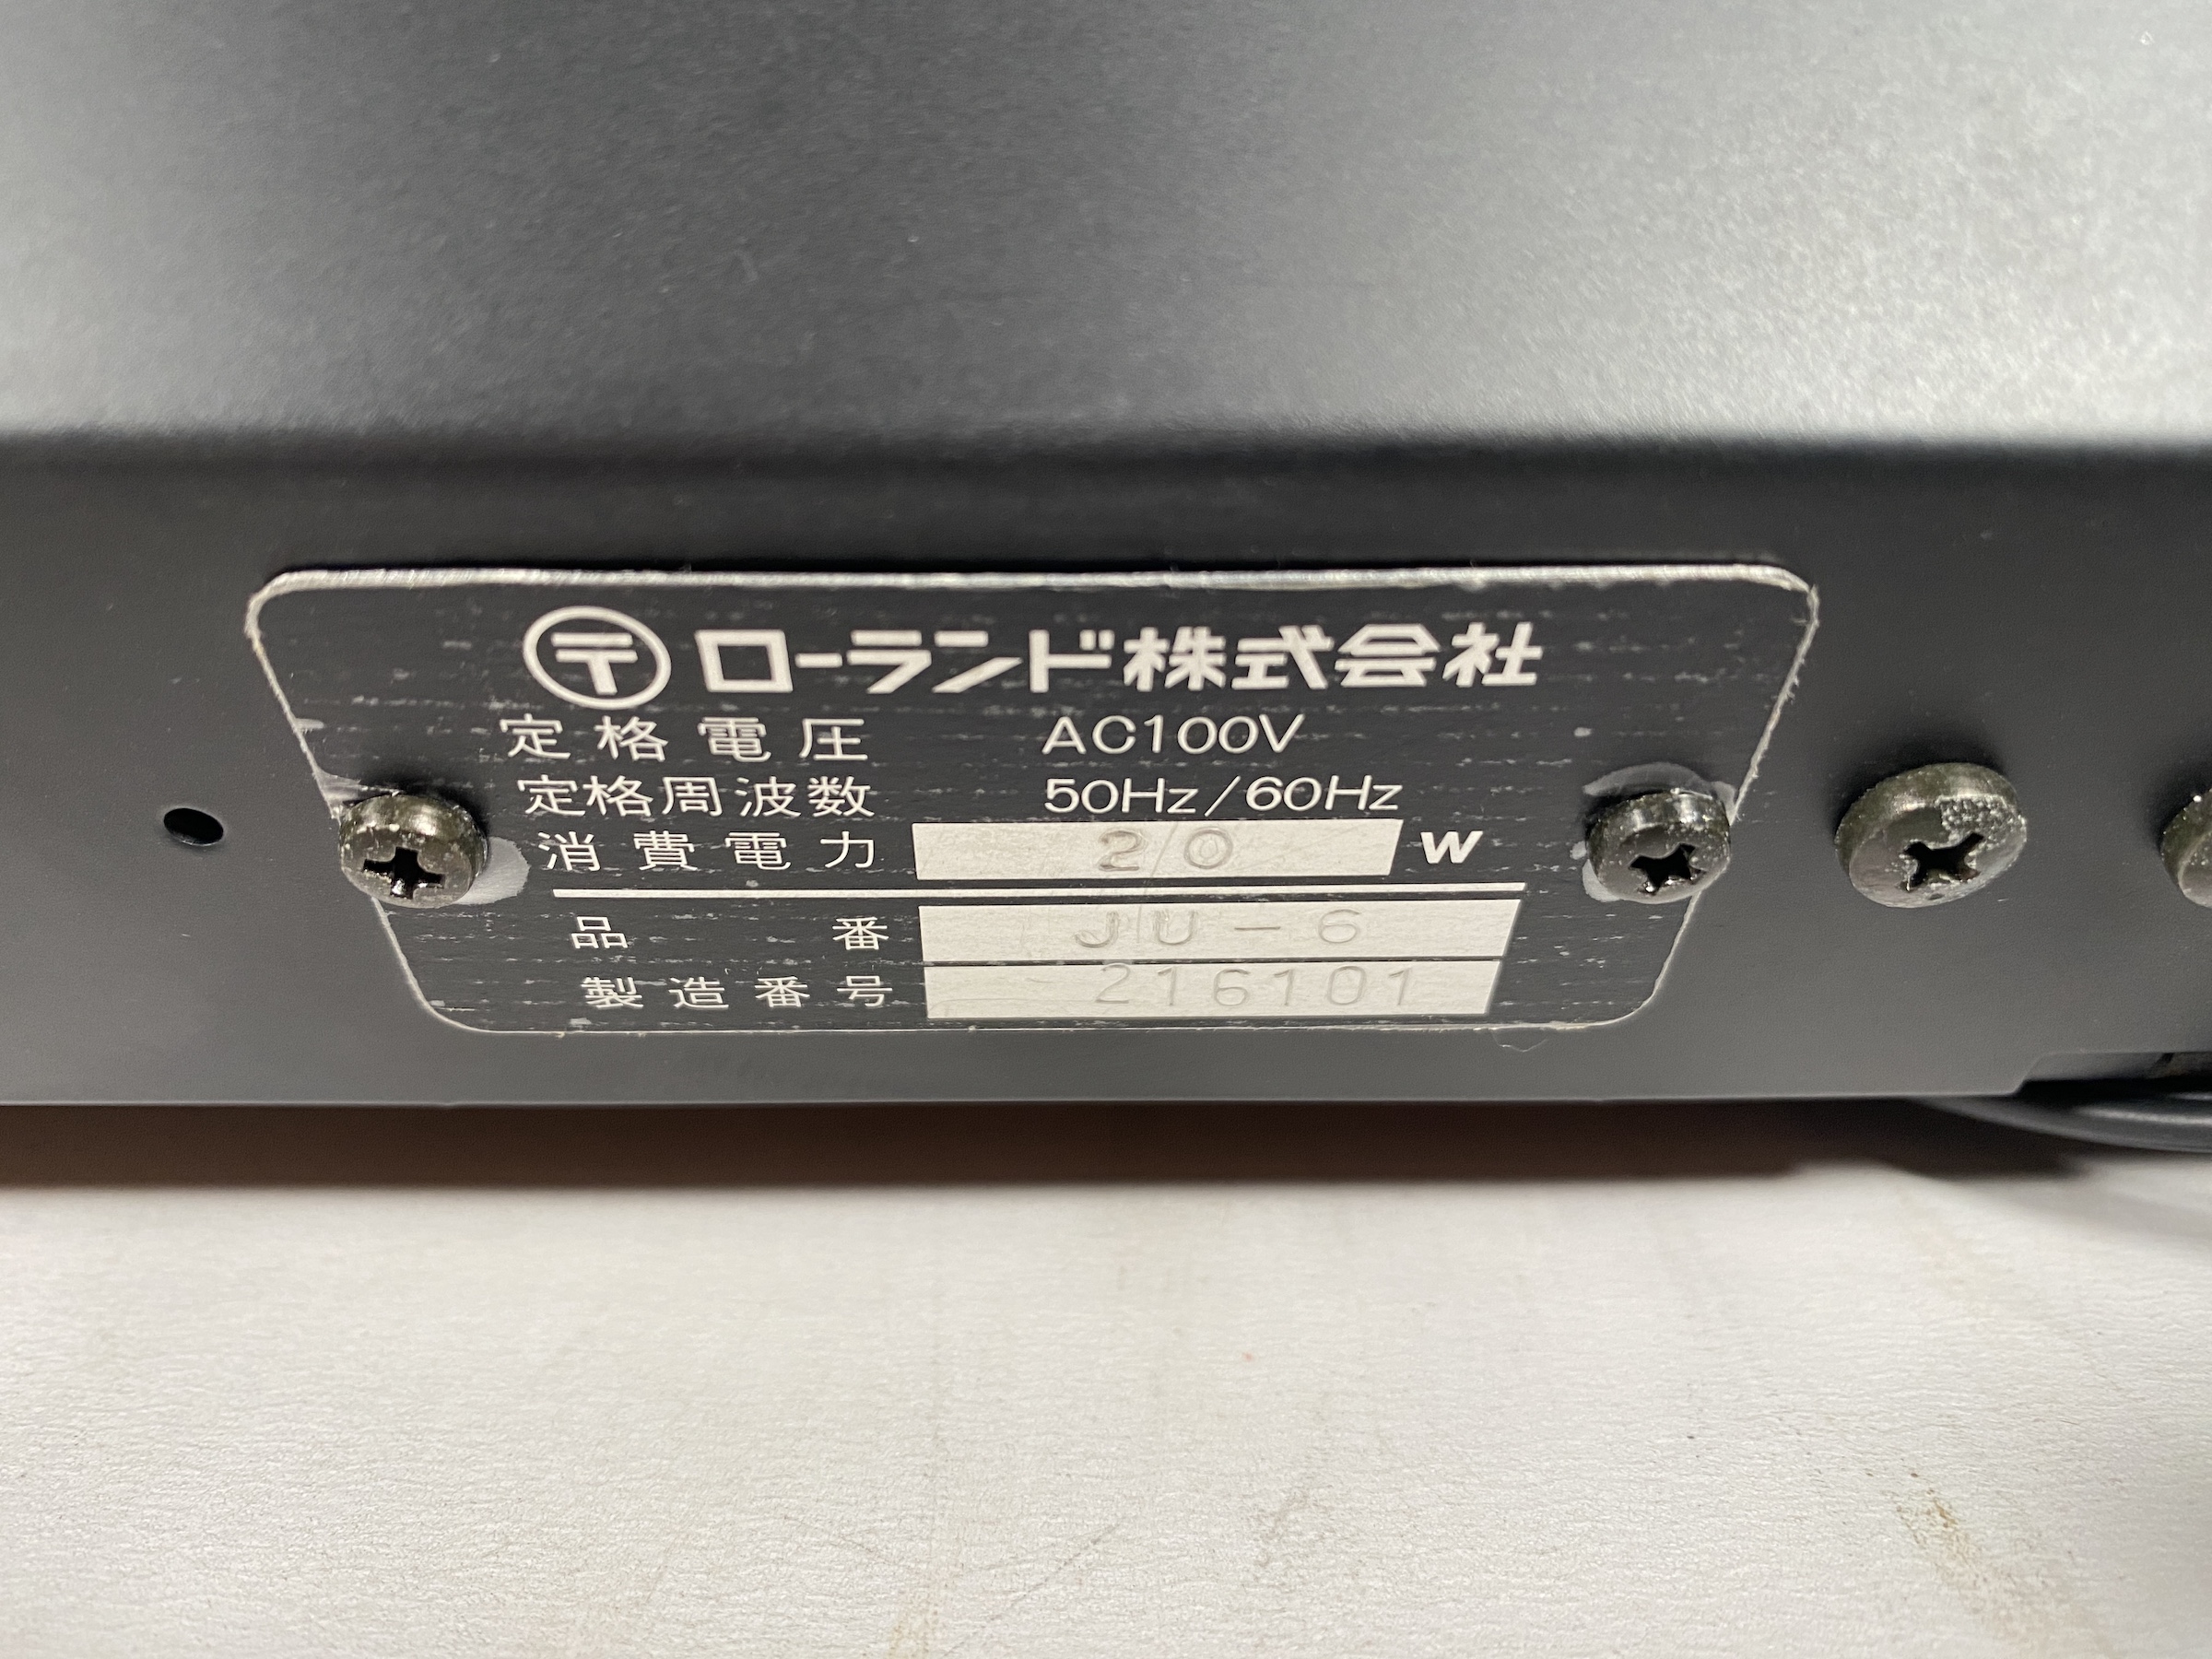 〒 ローランド株式会社
定格電圧 AC100V
定格周波数 50Hz/60Hz
消費電力 20 W
品番 JU-6
製造番号 216101